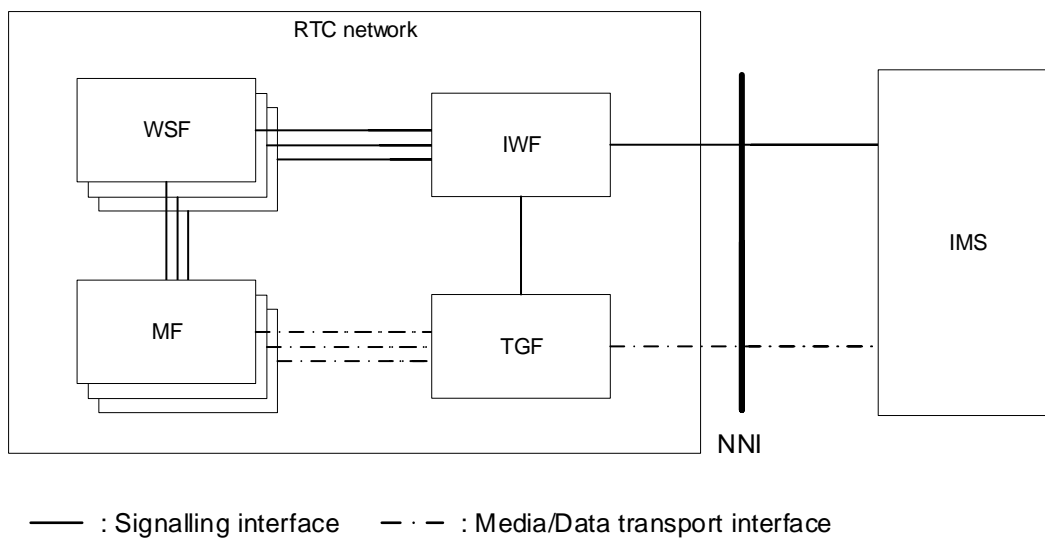 RTC network
WSF
IWF
IMS
MF
TGF
NNI
: Signalling interface
: Media/Data transport interface